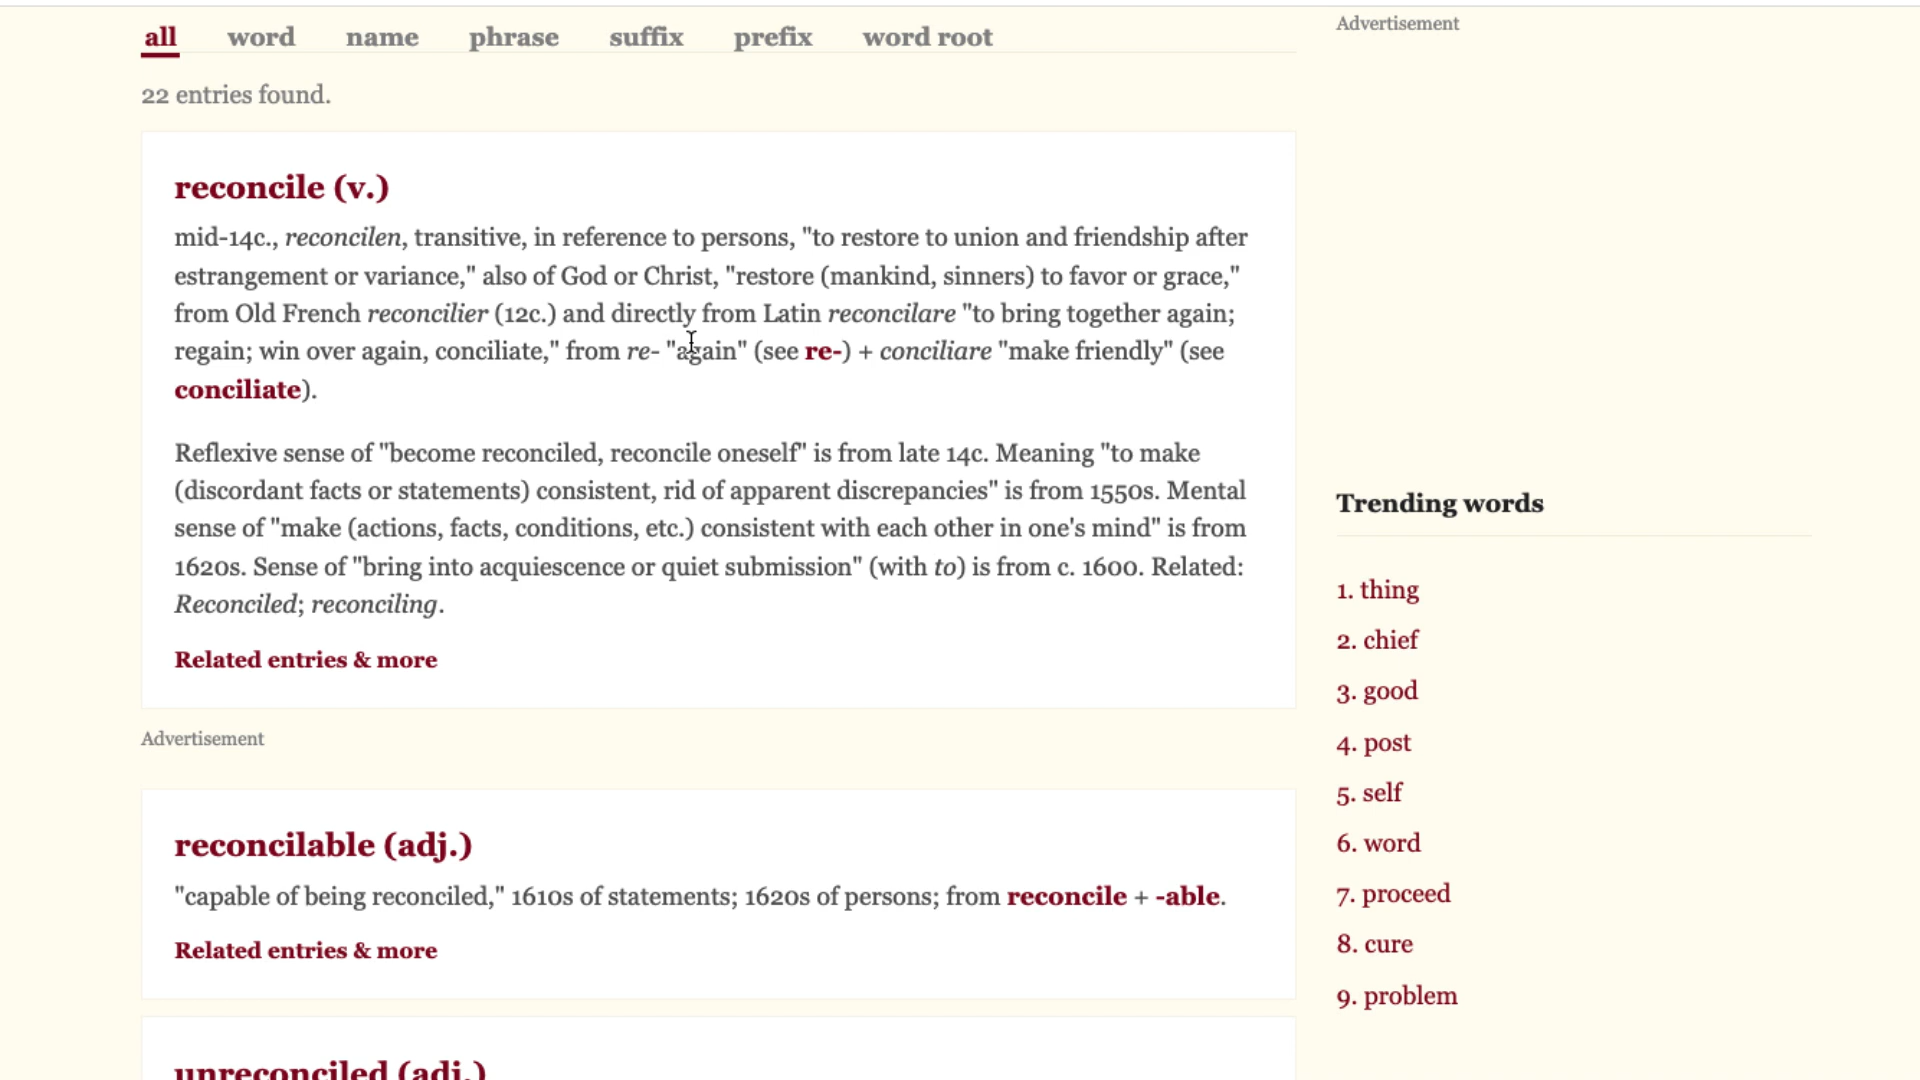 all word name phrase suffix prefix word root
22 entries found.
reconcile (v.)
mid-14c., reconcilen, transitive, in reference to persons, "to restore to union and friendship after
estrangement or variance," also of God or Christ, "restore (mankind, sinners) to favor or grace,"
from Old French reconcilier (12c.) and directly from Latin reconcilare "to bring together again;
regain; win over again, conciliate," from re- "again" (see re-) + conciliare "make friendly" (see
conciliate).
Reflexive sense of "become reconciled, reconcile oneself" is from late 14c. Meaning "to make
(discordant facts or statements) consistent, rid of apparent discrepancies" is from 1550s. Mental
sense of "make (actions, facts, conditions, etc.) consistent with each other in one's mind" is from
1620s. Sense of "bring into acquiescence or quiet submission" (with to) is from c. 1600. Related:
Reconciled; reconciling.
Related entries & more
Advertisement
reconcilable (adj.)
"capable of being reconciled," 1610s of statements; 1620s of persons; from reconcile + -able.
Related entries & more
unreconciled (adj.)
Advertisement
Trending words
1. thing
2. chief
3. good
4. post
5. self
6. word
7. proceed
8. cure
9. problem